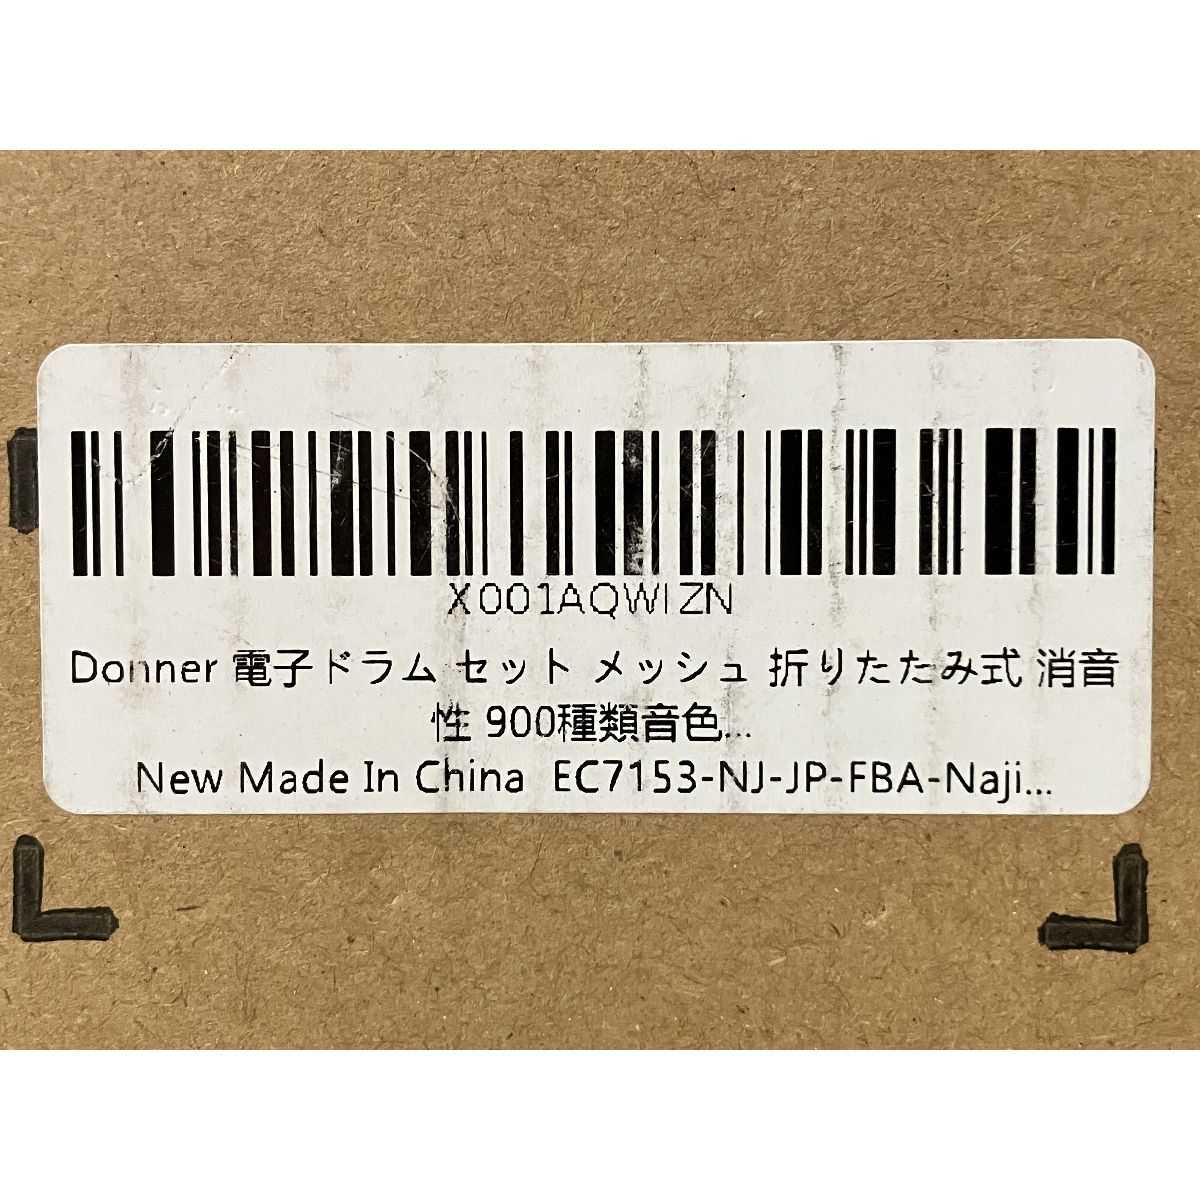 X001AQWIZN
Donner 電子ドラム セット メッシュ 折りたたみ式 消音
性 900種類音色...
New Made In China EC7153-NJ-JP-FBA-Naji...